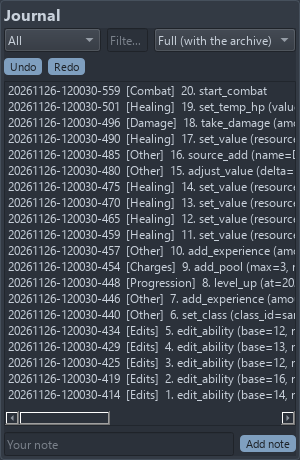 Journal
All Filte... Full (with the archive)
Undo Redo
20261126-120030-559 [Combat] 20. start_combat
20261126-120030-501 [Healing] 19. set_temp_hp (valu
20261126-120030-496 [Damage] 18. take_damage (amo
20261126-120030-490 [Healing] 17. set_value (resourc
20261126-120030-485 [Other] 16. source_add (name=D
20261126-120030-480 [Other] 15. adjust_value (delta=
20261126-120030-475 [Healing] 14. set_value (resourc
20261126-120030-470 [Healing] 13. set_value (resourc
20261126-120030-465 [Healing] 12. set_value (resourc
20261126-120030-459 [Healing] 11. set_value (resourc
20261126-120030-457 [Other] 10. add_experience (amo
20261126-120030-454 [Charges] 9. add_pool (max=3, r
20261126-120030-448 [Progression] 8. level_up (at=20
20261126-120030-446 [Other] 7. add_experience (amou
20261126-120030-440 [Other] 6. set_class (class_id=sar
20261126-120030-434 [Edits] 5. edit_ability (base=12, n
20261126-120030-429 [Edits] 4. edit_ability (base=13, n
20261126-120030-425 [Edits] 3. edit_ability (base=12, n
20261126-120030-419 [Edits] 2. edit_ability (base=16, n
20261126-120030-414 [Edits] 1. edit_ability (base=14, r
Your note Add note